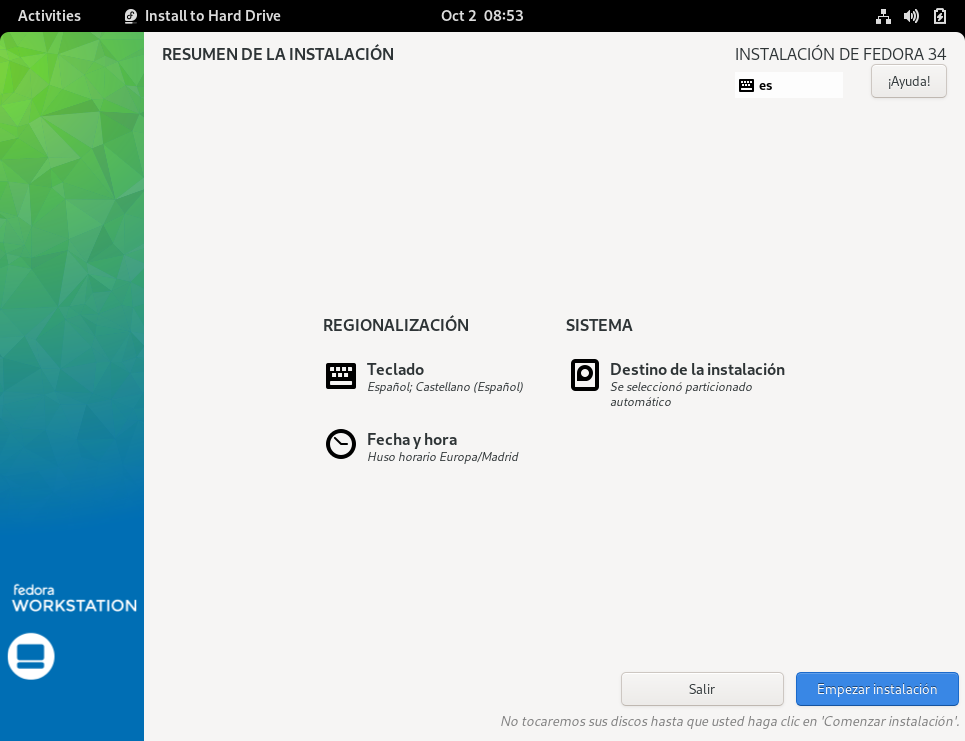 Activities Install to Hard Drive Oct 2 08:53
RESUMEN DE LA INSTALACIÓN
INSTALACIÓN DE FEDORA 34
es
¡Ayuda!
REGIONALIZACIÓN
Teclado
Español; Castellano (Español)
Fecha y hora
Huso horario Europa/Madrid
SISTEMA
Destino de la instalación
Se seleccionó particionado
automático
fedora
WORKSTATION
Salir
Empezar instalación
No tocaremos sus discos hasta que usted haga clic en 'Comenzar instalación'.